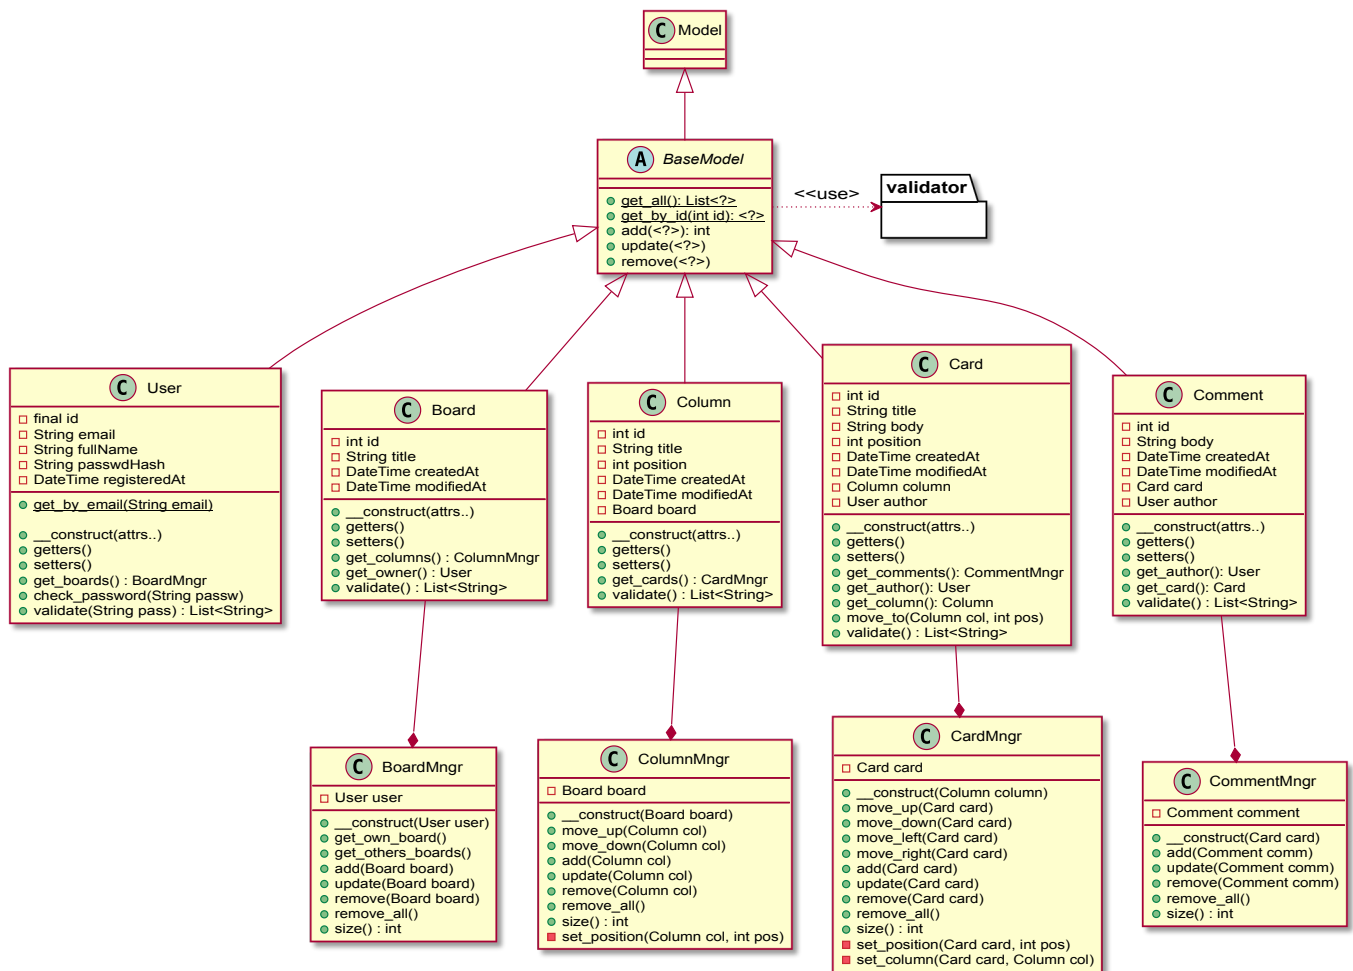 C Model
A BaseModel
get_all(): List<?>
get_by_id(int id): <?>
add(<?>): int
update(<?>)
remove(<?>)
<<use>
validator
C User
final id
String email
String fullName
String passwdHash
DateTime registeredAt
get_by_email(String email)
__construct(attrs..)
getters()
setters()
get_boards() : BoardMngr
check_password(String passw)
validate(String pass) : List<String>
C Board
int id
String title
DateTime createdAt
DateTime modifiedAt
__construct(attrs..)
getters()
setters()
get_columns() : ColumnMngr
get_owner() : User
validate() : List<String>
C Column
int id
String title
int position
DateTime createdAt
DateTime modifiedAt
Board board
__construct(attrs..)
getters()
setters()
get_cards() : CardMngr
validate() : List<String>
C Card
int id
String title
String body
int position
DateTime createdAt
DateTime modifiedAt
Column column
User author
__construct(attrs..)
getters()
setters()
get_comments(): CommentMngr
get_author(): User
get_column(): Column
move_to(Column col, int pos)
validate() : List<String>
C Comment
int id
String body
DateTime createdAt
DateTime modifiedAt
Card card
User author
__construct(attrs..)
getters()
setters()
get_author(): User
get_card(): Card
validate() : List<String>
C BoardMngr
User user
__construct(User user)
get_own_board()
get_others_boards()
add(Board board)
update(Board board)
remove(Board board)
remove_all()
size() : int
C ColumnMngr
Board board
__construct(Board board)
move_up(Column col)
move_down(Column col)
add(Column col)
update(Column col)
remove(Column col)
remove_all()
size() : int
set_position(Column col, int pos)
C CardMngr
Card card
__construct(Column column)
move_up(Card card)
move_down(Card card)
move_left(Card card)
move_right(Card card)
add(Card card)
update(Card card)
remove(Card card)
remove_all()
size() : int
set_position(Card card, int pos)
set_column(Card card, Column col)
C CommentMngr
Comment comment
__construct(Card card)
add(Comment comm)
update(Comment comm)
remove(Comment comm)
remove_all()
size() : int